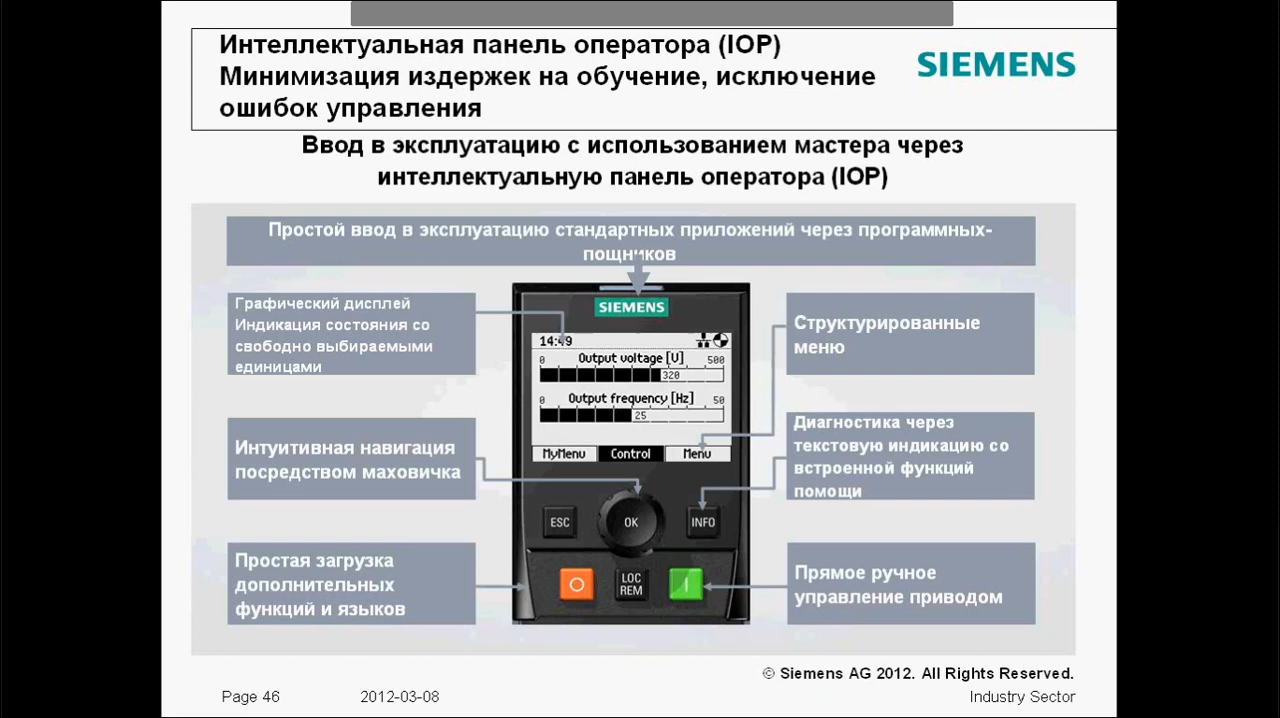 Интеллектуальная панель оператора (IOP)
Минимизация издержек на обучение, исключение
ошибок управления
SIEMENS
Ввод в эксплуатацию с использованием мастера через
интеллектуальную панель оператора (IOP)
Простой ввод в эксплуатацию стандартных приложений через программных-
пощников
Графический дисплей
Индикация состояния со
свободно выбираемыми
единицами
Интуитивная навигация
посредством маховичка
Простая загрузка
дополнительных
функций и языков
SIEMENS
14:49
0 Output voltage [V] 500
320
0 Output frequency [Hz] 50
25
MyMenu Control Menu
ESC OK INFO
LOC
REM
Структурированные
меню
Диагностика через
текстовую индикацию со
встроенной функций
помощи
Прямое ручное
управление приводом
© Siemens AG 2012. All Rights Reserved.
Page 46 2012-03-08 Industry Sector